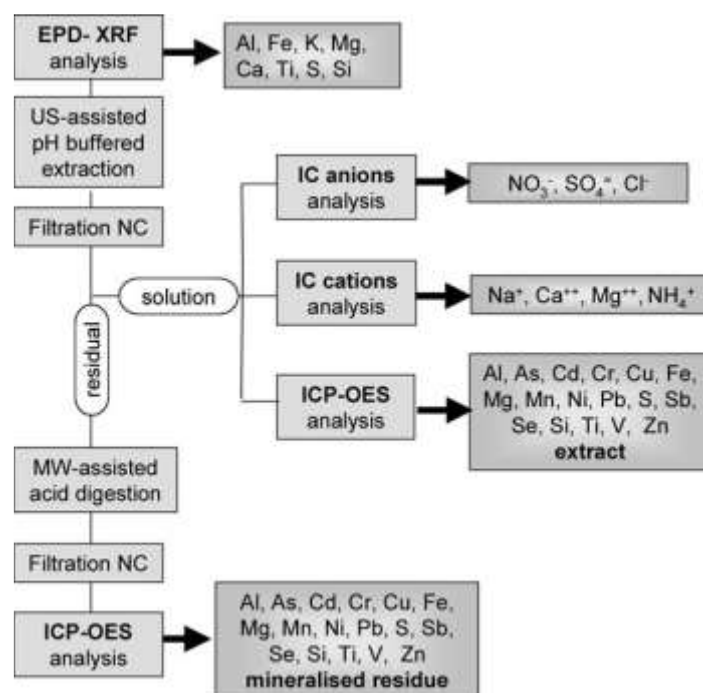 EPD- XRF
analysis
Al, Fe, K, Mg,
Ca, Ti, S, Si
US-assisted
pH buffered
extraction
Filtration NC
solution
residual
IC anions
analysis
NO₃⁻, SO₄⁼, Cl⁻
IC cations
analysis
Na⁺, Ca⁺⁺, Mg⁺⁺, NH₄⁺
ICP-OES
analysis
Al, As, Cd, Cr, Cu, Fe,
Mg, Mn, Ni, Pb, S, Sb,
Se, Si, Ti, V, Zn
extract
MW-assisted
acid digestion
Filtration NC
ICP-OES
analysis
Al, As, Cd, Cr, Cu, Fe,
Mg, Mn, Ni, Pb, S, Sb,
Se, Si, Ti, V, Zn
mineralised residue